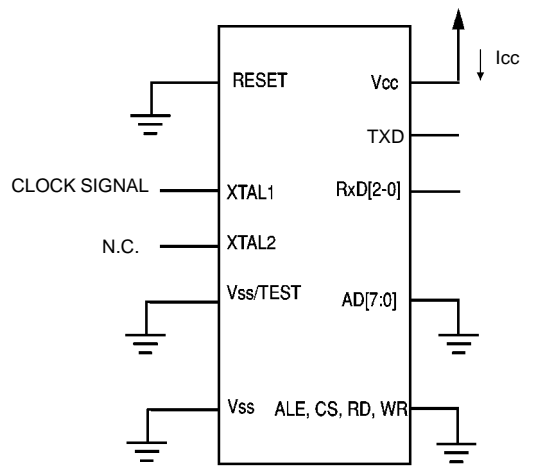 Icc
RESET
Vcc
TXD
CLOCK SIGNAL
XTAL1
RxD[2-0]
N.C.
XTAL2
Vss/TEST
AD[7:0]
Vss
ALE, CS, RD, WR